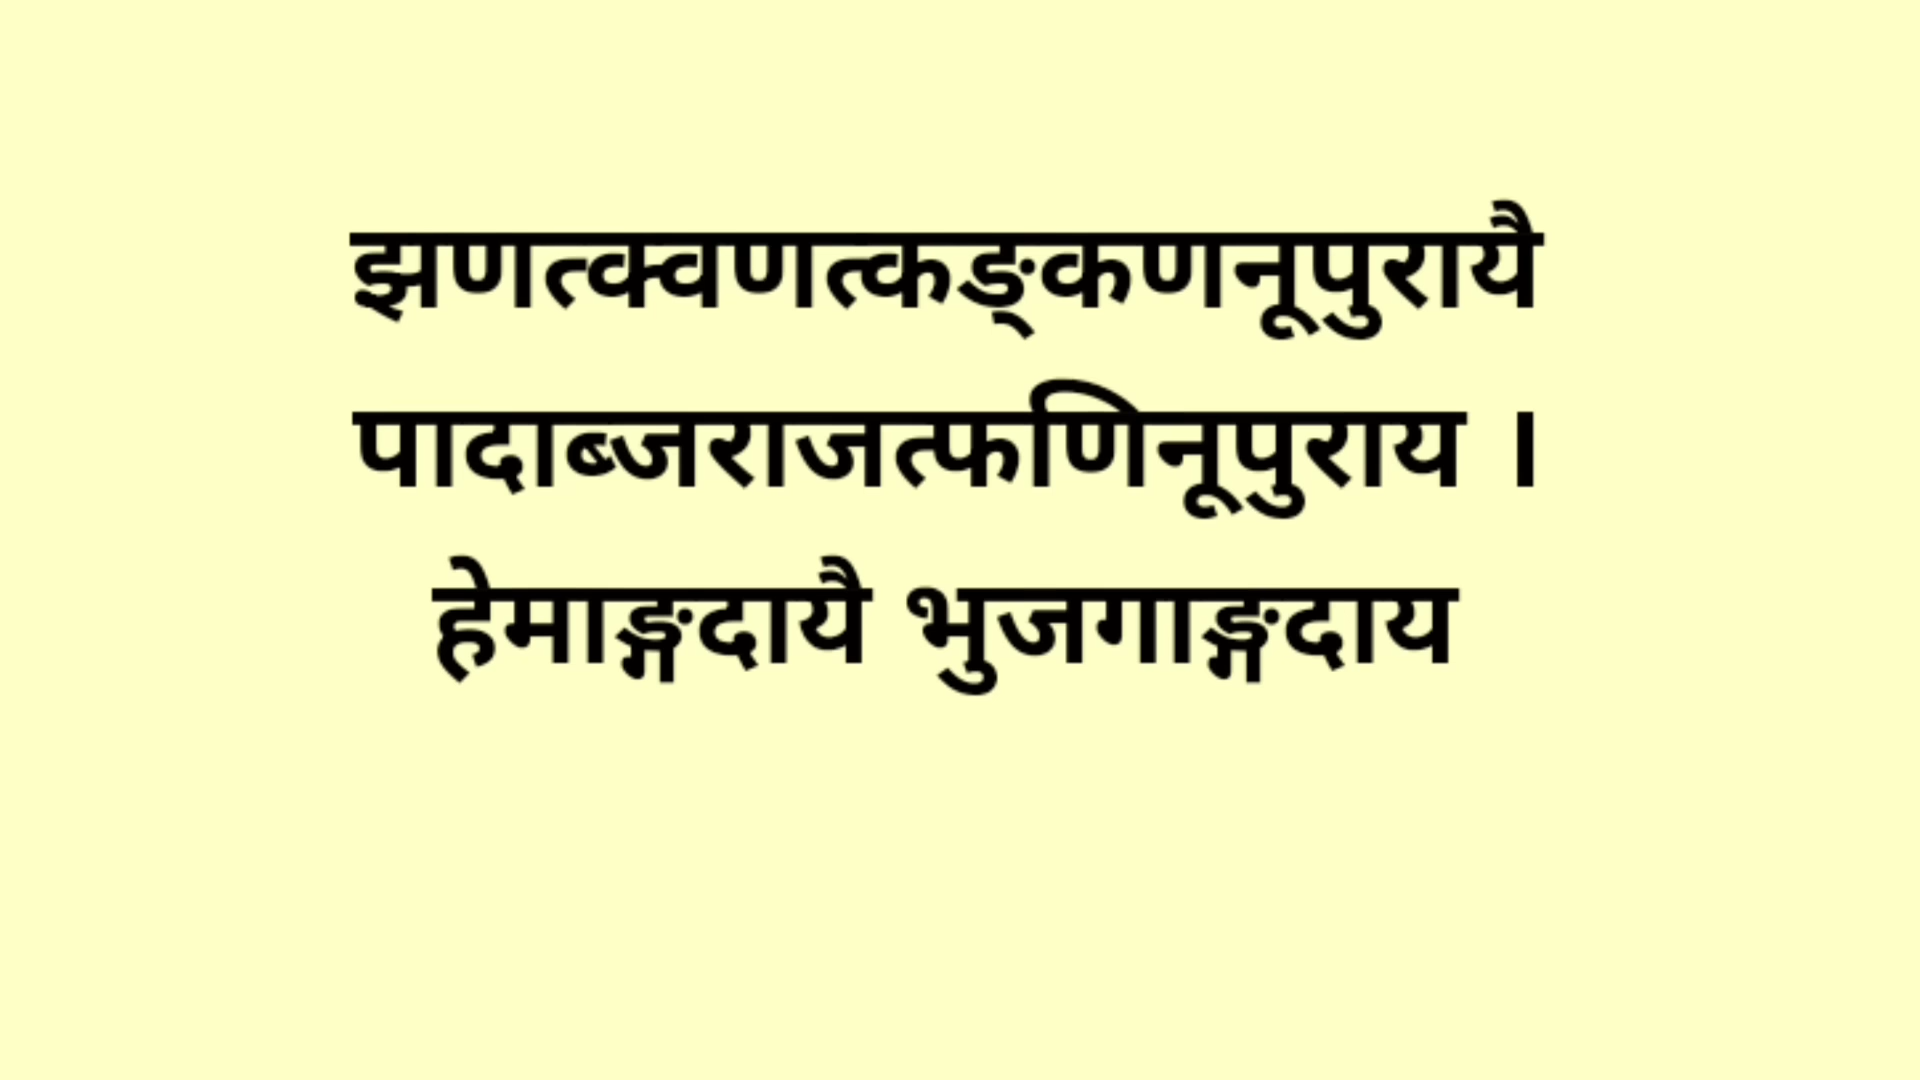 झणत्क्वणत्कङ्कणनूपुरायै
पादाब्जराजत्फणिनूपुराय ।
हेमाङ्गदायै भुजगाङ्गदाय